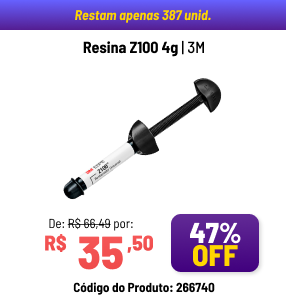 Restam apenas 387 unid.
Resina Z100 4g | 3M
Z100
De: R$ 66,49 por:
R$ 35,50
47%
OFF
Código do Produto: 266740